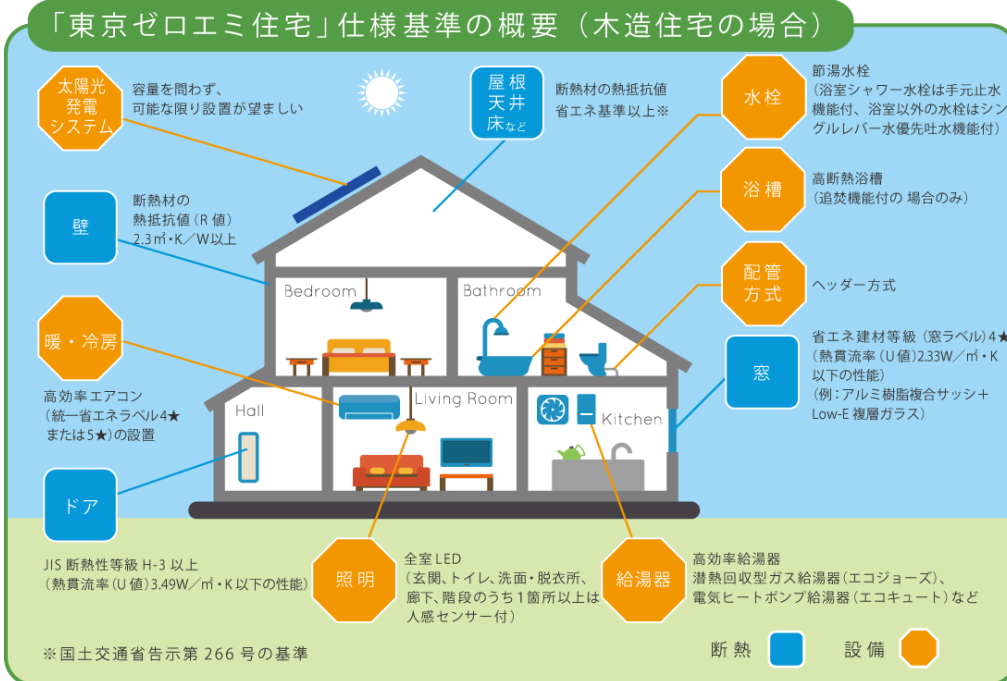 「東京ゼロエミ住宅」仕様基準の概要（木造住宅の場合）
太陽光
発電
システム
容量を問わず、
可能な限り設置が望ましい
屋根
天井
床など
断熱材の熱抵抗値
省エネ基準以上※
水栓
節湯水栓
（浴室シャワー水栓は手元止水
機能付、浴室以外の水栓はシン
グルレバー水優先吐水機能付）
壁
断熱材の
熱抵抗値（R値）
2.3㎡・K／W以上
浴槽
高断熱浴槽
（追焚機能付の 場合のみ）
配管
方式
ヘッダー方式
Bedroom
Bathroom
暖・冷房
高効率エアコン
（統一省エネラベル4★
または5★）の設置
窓
省エネ建材等級（窓ラベル）4★
（熱貫流率（U値）2.33W／㎡・K
以下の性能）
（例：アルミ樹脂複合サッシ＋
Low-E 複層ガラス）
Hall
Living Room
Kitchen
ドア
JIS 断熱性等級 H-3 以上
（熱貫流率（U値）3.49W／㎡・K以下の性能）
照明
全室LED
（玄関、トイレ、洗面・脱衣所、
廊下、階段のうち1箇所以上は
人感センサー付）
給湯器
高効率給湯器
潜熱回収型ガス給湯器（エコジョーズ）、
電気ヒートポンプ給湯器（エコキュート）など
※国土交通省告示第 266 号の基準
断熱
設備